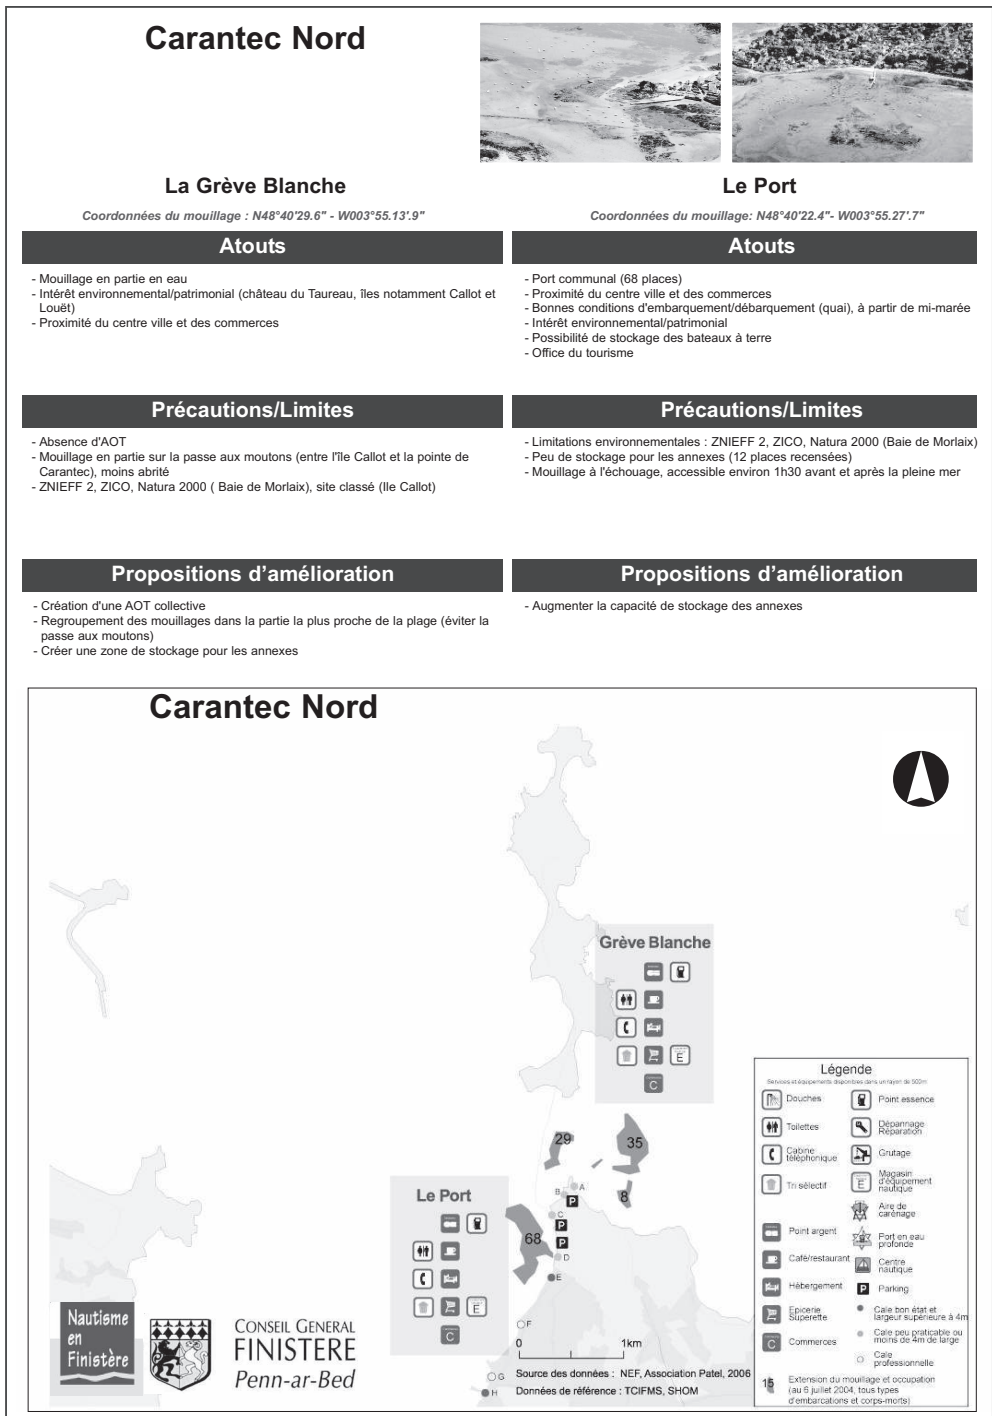 Carantec Nord
La Grève Blanche
Coordonnées du mouillage : N48°40'29.6" - W003°55.13'.9"
Atouts
- Mouillage en partie en eau
- Intérêt environnemental/patrimonial (château du Taureau, îles notamment Callot et
Louët)
- Proximité du centre ville et des commerces
Précautions/Limites
- Absence d'AOT
- Mouillage en partie sur la passe aux moutons (entre l'île Callot et la pointe de
Carantec), moins abrité
- ZNIEFF 2, ZICO, Natura 2000 ( Baie de Morlaix), site classé (Ile Callot)
Propositions d'amélioration
- Création d'une AOT collective
- Regroupement des mouillages dans la partie la plus proche de la plage (éviter la
passe aux moutons)
- Créer une zone de stockage pour les annexes
Le Port
Coordonnées du mouillage: N48°40'22.4"- W003°55.27'.7"
Atouts
- Port communal (68 places)
- Proximité du centre ville et des commerces
- Bonnes conditions d'embarquement/débarquement (quai), à partir de mi-marée
- Intérêt environnemental/patrimonial
- Possibilité de stockage des bateaux à terre
- Office du tourisme
Précautions/Limites
- Limitations environnementales : ZNIEFF 2, ZICO, Natura 2000 (Baie de Morlaix)
- Peu de stockage pour les annexes (12 places recensées)
- Mouillage à l'échouage, accessible environ 1h30 avant et après la pleine mer
Propositions d'amélioration
- Augmenter la capacité de stockage des annexes
Carantec Nord
Grève Blanche
E
C
29
35
8
A
B
P
C
P
P
D
E
F
G
H
68
Le Port
E
C
0 1km
Source des données : NEF, Association Patel, 2006
Données de référence : TCIFMS, SHOM
Nautisme
en
Finistère
CONSEIL GENERAL
FINISTERE
Penn-ar-Bed
Légende
Services et équipements disponibles dans un rayon de 500m
Douches
Toilettes
Cabine
téléphonique
Tri sélectif
Point argent
Café/restaurant
Hébergement
Epicerie
Superette
C Commerces
Point essence
Dépannage
Réparation
Grutage
E Magasin
d'équipement
nautique
Aire de
carénage
Port en eau
profonde
Centre
nautique
P Parking
Cale bon état et
largeur supérieure à 4m
Cale peu praticable ou
moins de 4m de large
Cale
professionnelle
15 Extension du mouillage et occupation
(au 6 juillet 2004, tous types
d'embarcations et corps-morts)